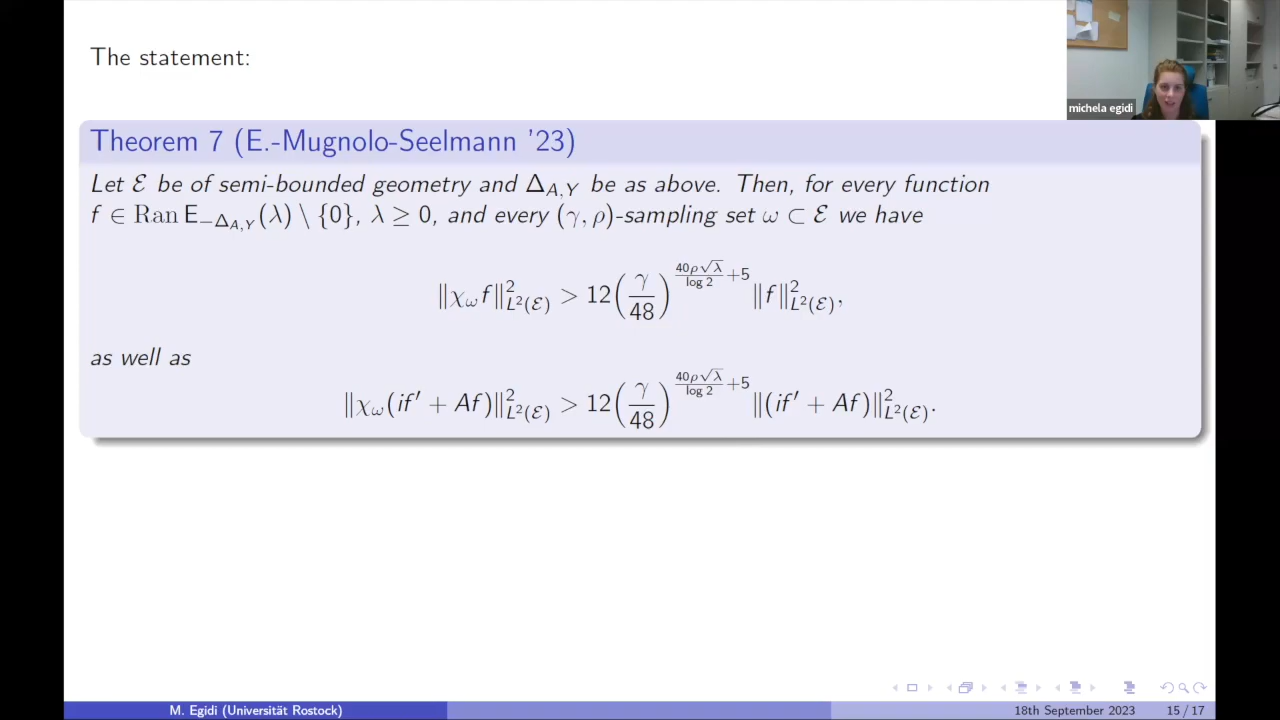 The statement:
michela egidi
Theorem 7 (E.-Mugnolo-Seelmann '23)
Let ℰ be of semi-bounded geometry and Δ_{A,Y} be as above. Then, for every function
f ∈ Ran E_{−Δ_{A,Y}}(λ) \ {0}, λ ≥ 0, and every (γ, ρ)-sampling set ω ⊂ ℰ we have
‖χ_ω f‖²_{L²(ℰ)} > 12(γ/48)^{40ρ√λ/log 2 + 5} ‖f‖²_{L²(ℰ)},
as well as
‖χ_ω(if′ + Af)‖²_{L²(ℰ)} > 12(γ/48)^{40ρ√λ/log 2 + 5} ‖(if′ + Af)‖²_{L²(ℰ)}.
M. Egidi (Universität Rostock) 18th September 2023 15 / 17